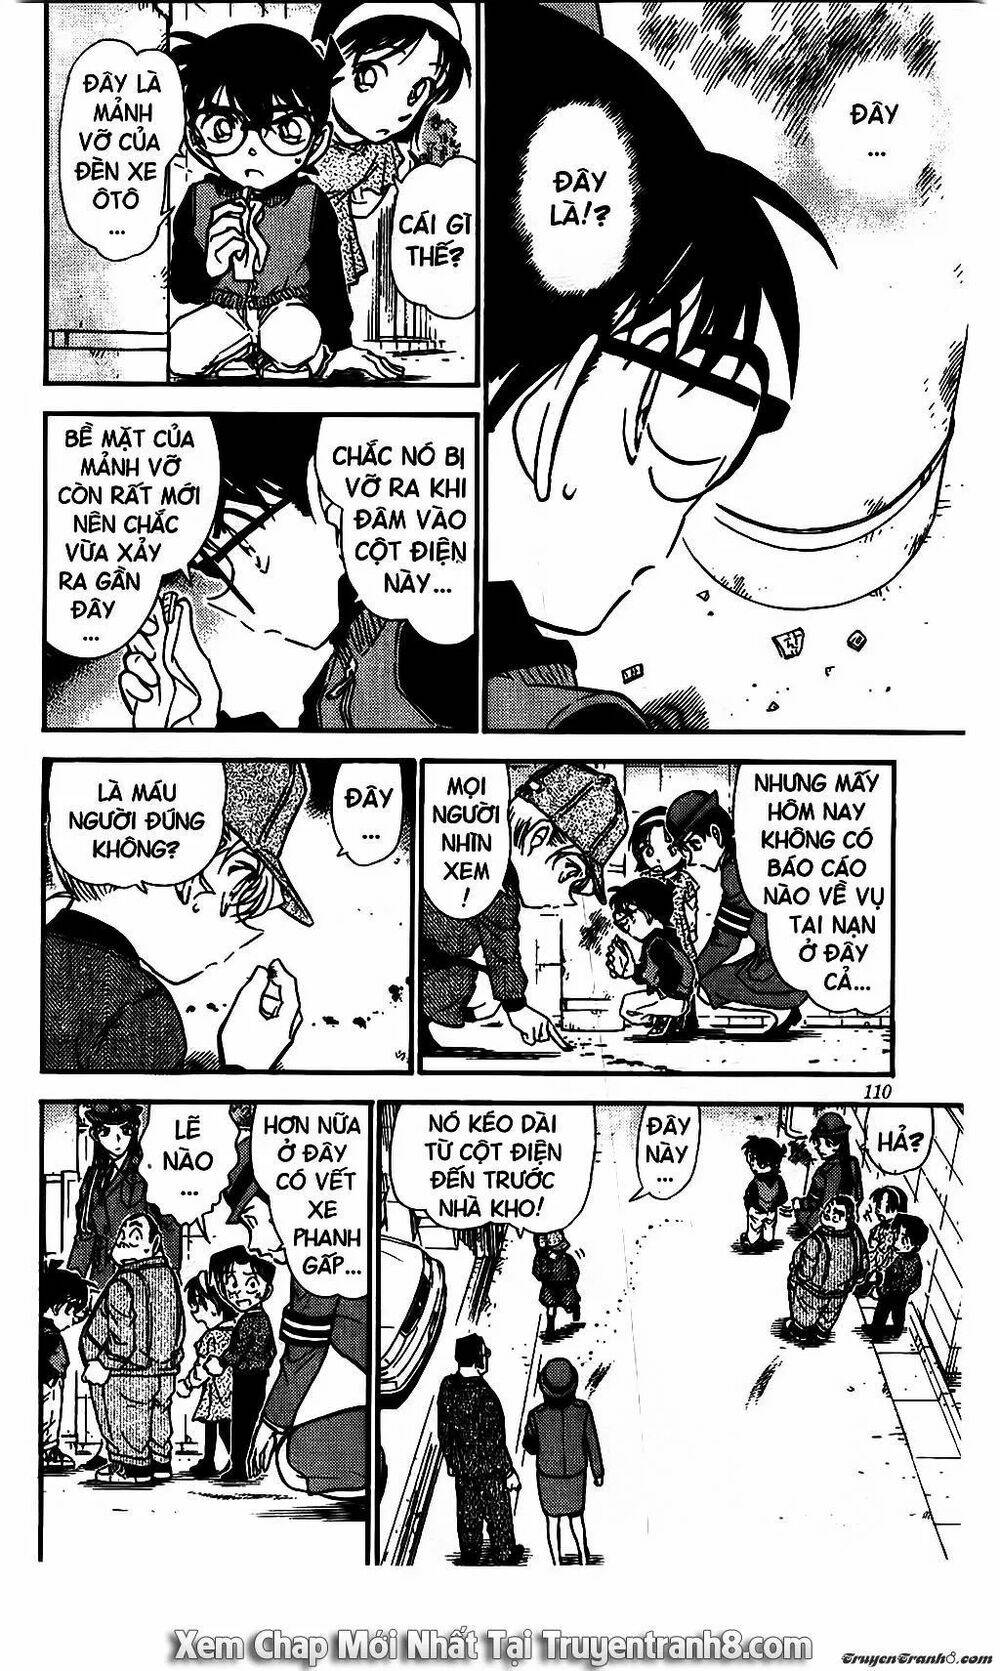 ĐÂY
...
ĐÂY
LÀ!?
CÁI GÌ
THẾ?
ĐÂY LÀ
MẢNH
VỠ CỦA
ĐÈN XE
ÔTÔ
...
CHẮC NÓ BỊ
VỠ RA KHI
ĐÂM VÀO
CỘT ĐIỆN
NÀY...
BỀ MẶT CỦA
MẢNH VỠ
CÒN RẤT MỚI
NÊN CHẮC
VỪA XẢY
RA GẦN
ĐÂY
...
NHƯNG MẤY
HÔM NAY
KHÔNG CÓ
BÁO CÁO
NÀO VỀ VỤ
TAI NẠN
Ở ĐÂY
CẢ...
MỌI
NGƯỜI
NHÌN
XEM
!
ĐÂY
...
LÀ MÁU
NGƯỜI ĐÚNG
KHÔNG?
110
HẢ?
ĐÂY
NÀY
...
NÓ KÉO DÀI
TỪ CỘT ĐIỆN
ĐẾN TRƯỚC
NHÀ KHO!
HƠN NỮA
Ở ĐÂY
CÓ VẾT
XE
PHANH
GẤP...
LẼ
NÀO
...
Xem Chap Mới Nhất Tại Truyentranh8.com
TruyenTranh8.com